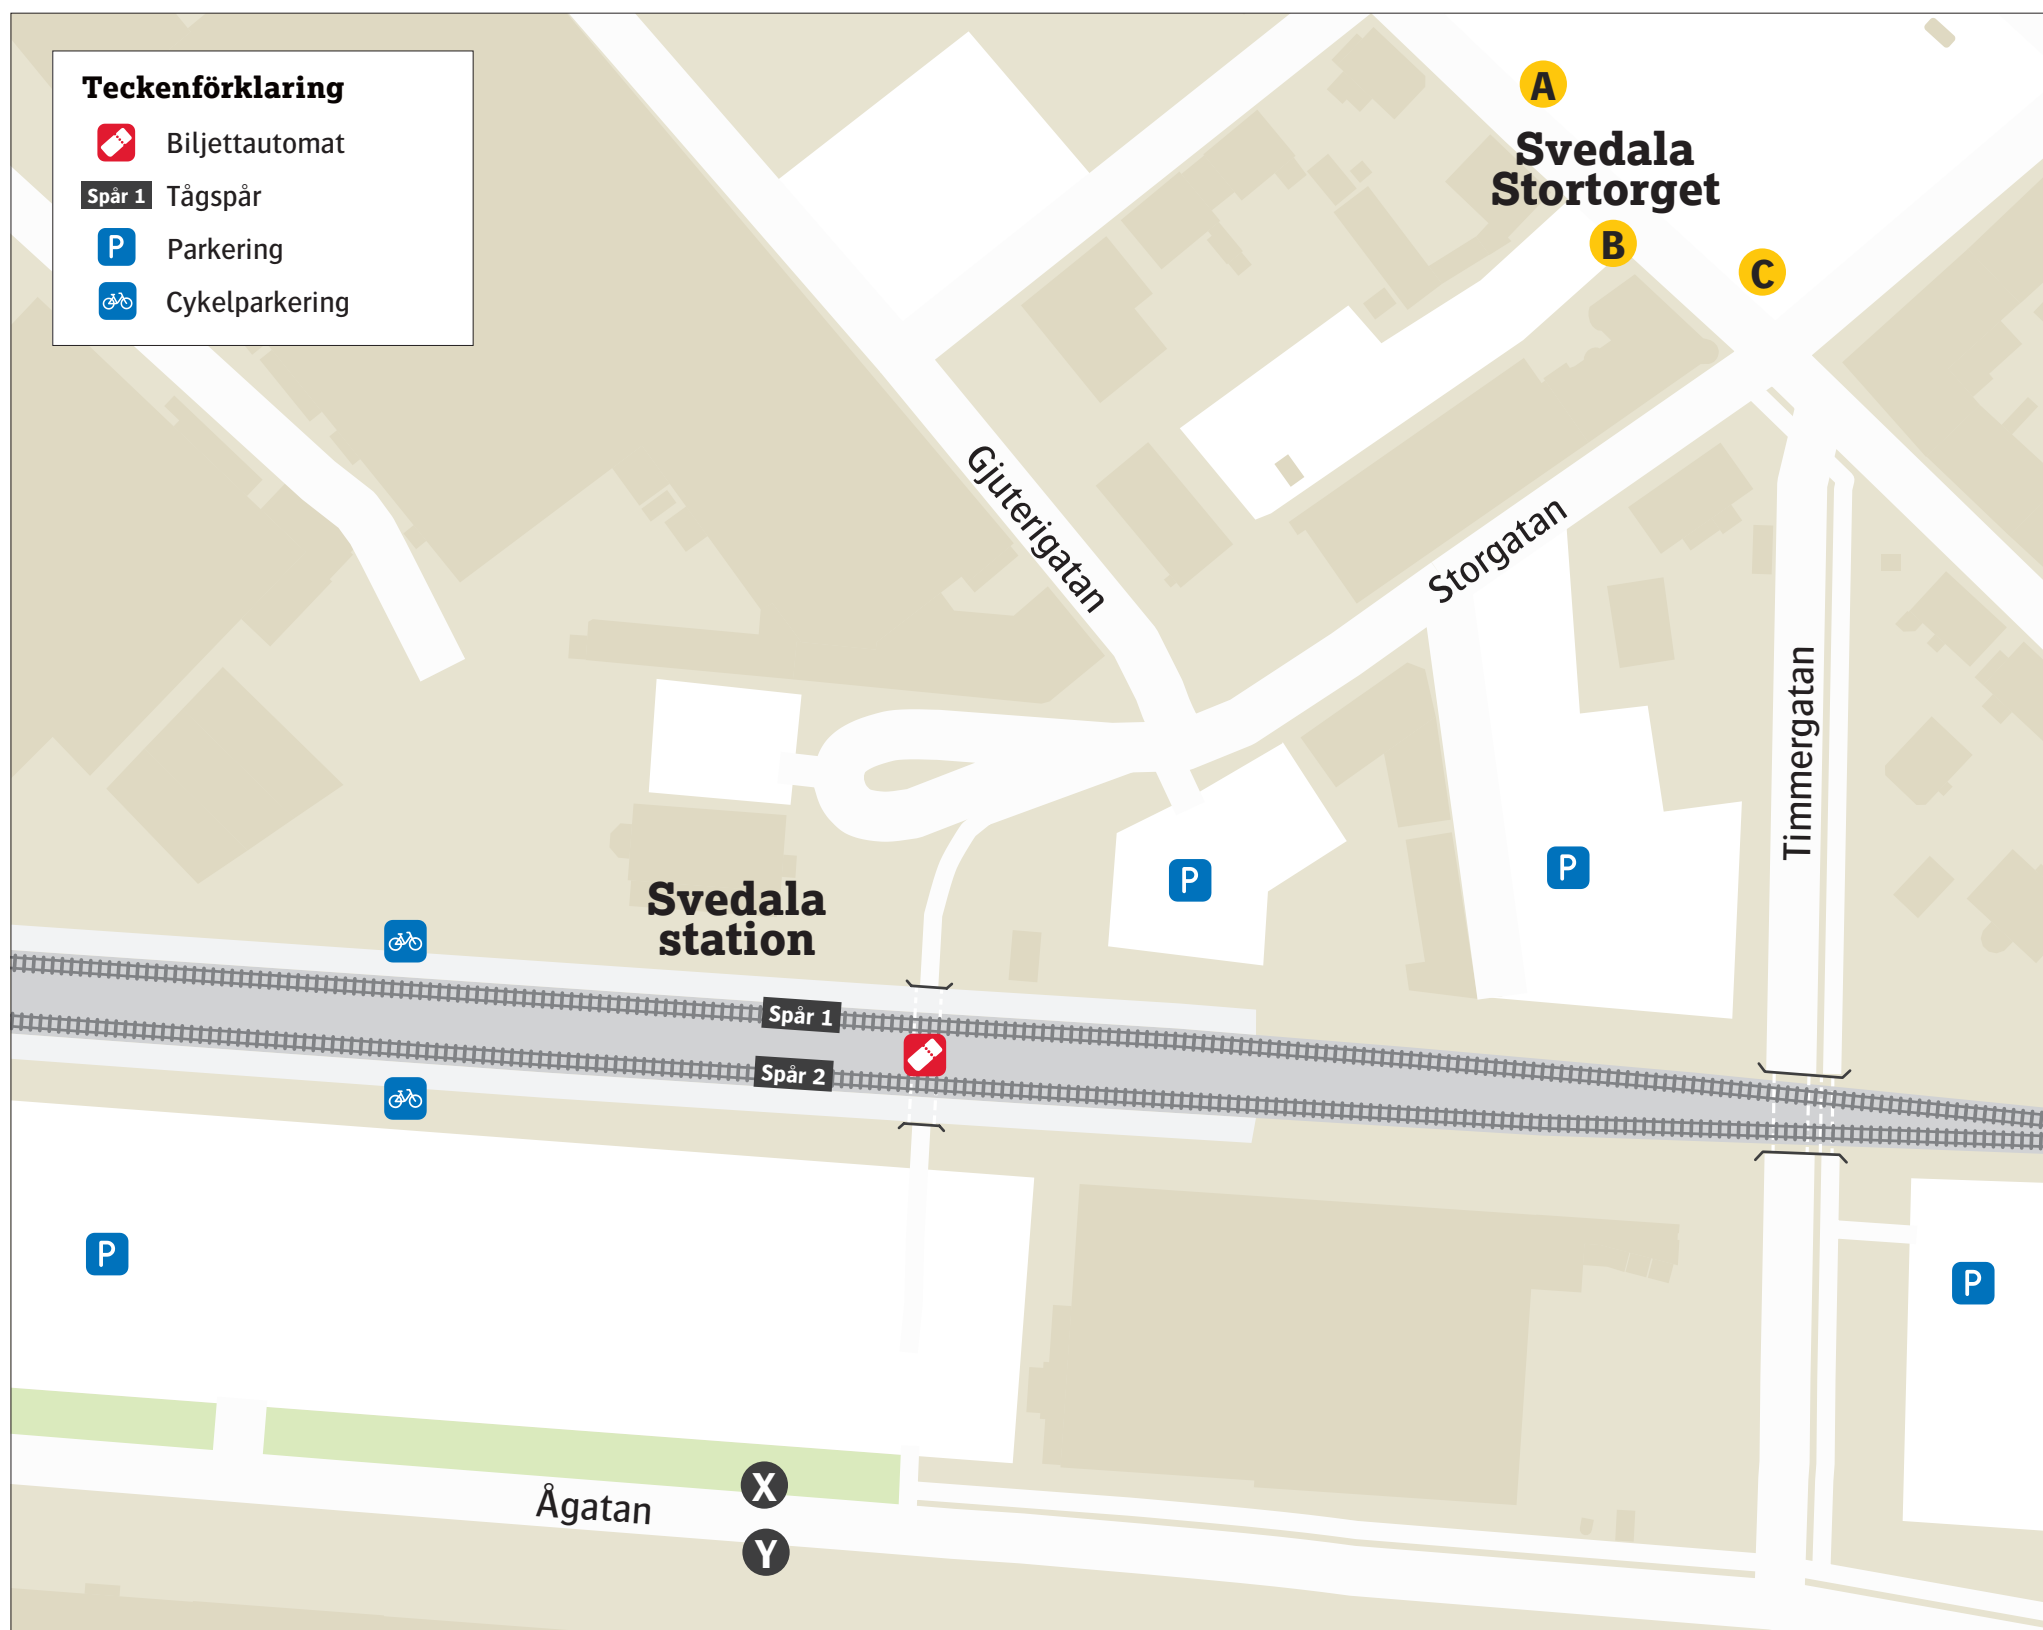 Teckenförklaring
Biljettautomat
Spår 1 Tågspår
P Parkering
Cykelparkering
A
Svedala
Stortorget
B
C
Gjuterigatan
Storgatan
Timmergatan
P
P
Svedala
station
Spår 1
Spår 2
P
P
Ågatan
X
Y